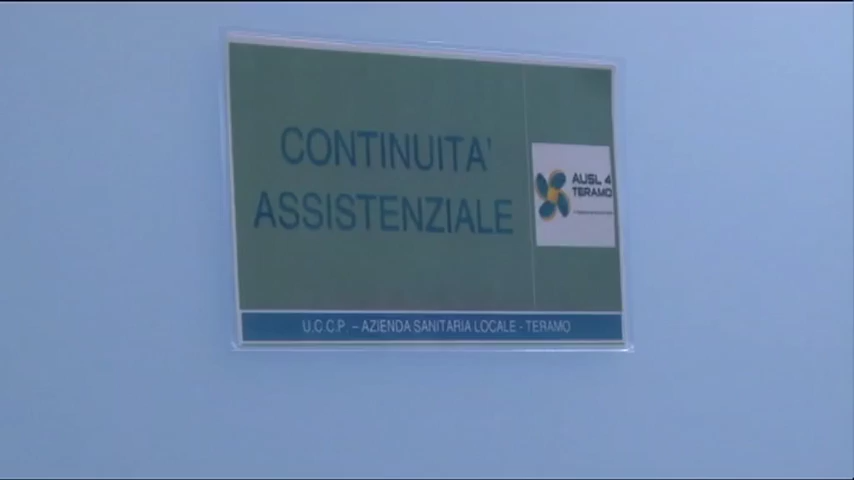 CONTINUITA'
ASSISTENZIALE
AUSL 4
TERAMO
U.C.C.P. – AZIENDA SANITARIA LOCALE - TERAMO